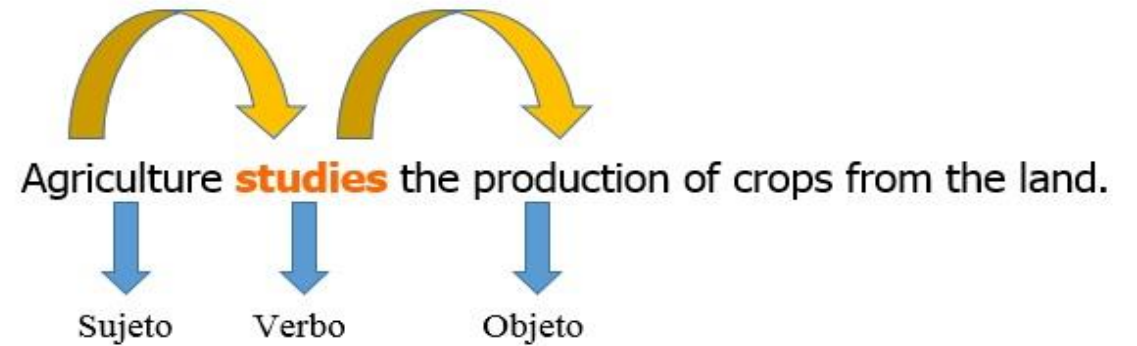 Agriculture studies the production of crops from the land.
Sujeto Verbo Objeto